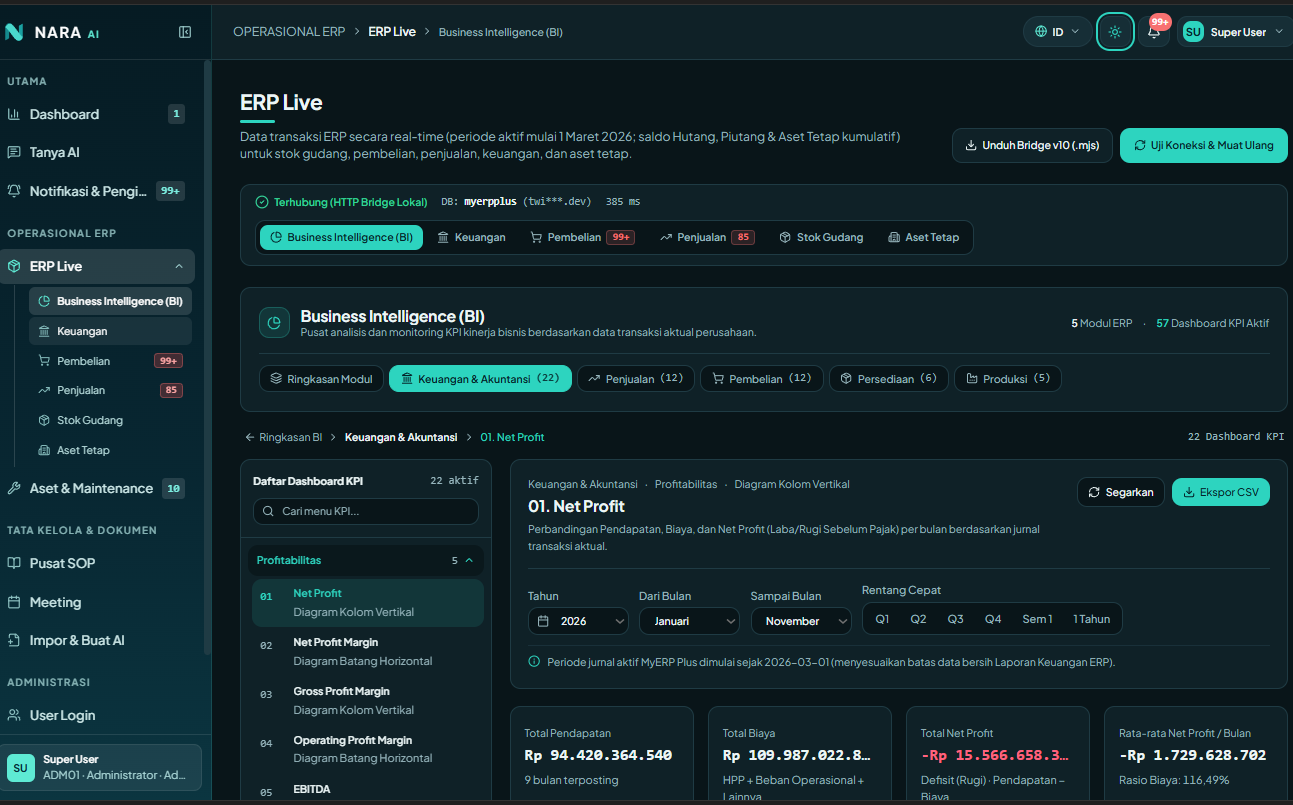 NARA AI
OPERASIONAL ERP > ERP Live > Business Intelligence (BI)
ID
99+
SU Super User
UTAMA
Dashboard 1
Tanya AI
Notifikasi & Pengi... 99+
OPERASIONAL ERP
ERP Live
Business Intelligence (BI)
Keuangan
Pembelian 99+
Penjualan 85
Stok Gudang
Aset Tetap
Aset & Maintenance 10
TATA KELOLA & DOKUMEN
Pusat SOP
Meeting
Impor & Buat AI
ADMINISTRASI
User Login
SU
Super User
ADM01 · Administrator · Ad...
ERP Live
Data transaksi ERP secara real-time (periode aktif mulai 1 Maret 2026; saldo Hutang, Piutang & Aset Tetap kumulatif)
untuk stok gudang, pembelian, penjualan, keuangan, dan aset tetap.
Unduh Bridge v10 (.mjs)
Uji Koneksi & Muat Ulang
Terhubung (HTTP Bridge Lokal) DB: myerpplus (twi***.dev) 385 ms
Business Intelligence (BI) Keuangan Pembelian 99+ Penjualan 85 Stok Gudang Aset Tetap
Business Intelligence (BI)
Pusat analisis dan monitoring KPI kinerja bisnis berdasarkan data transaksi aktual perusahaan.
5 Modul ERP · 57 Dashboard KPI Aktif
Ringkasan Modul Keuangan & Akuntansi (22) Penjualan (12) Pembelian (12) Persediaan (6) Produksi (5)
← Ringkasan BI > Keuangan & Akuntansi > 01. Net Profit
22 Dashboard KPI
Daftar Dashboard KPI 22 aktif
Cari menu KPI...
Profitabilitas 5
01 Net Profit
Diagram Kolom Vertikal
02 Net Profit Margin
Diagram Batang Horizontal
03 Gross Profit Margin
Diagram Kolom Vertikal
04 Operating Profit Margin
Diagram Batang Horizontal
05 EBITDA
Keuangan & Akuntansi · Profitabilitas · Diagram Kolom Vertikal
01. Net Profit
Perbandingan Pendapatan, Biaya, dan Net Profit (Laba/Rugi Sebelum Pajak) per bulan berdasarkan jurnal
transaksi aktual.
Segarkan
Ekspor CSV
Tahun
2026
Dari Bulan
Januari
Sampai Bulan
November
Rentang Cepat
Q1 Q2 Q3 Q4 Sem 1 1 Tahun
Periode jurnal aktif MyERP Plus dimulai sejak 2026-03-01 (menyesuaikan batas data bersih Laporan Keuangan ERP).
Total Pendapatan
Rp 94.420.364.540
9 bulan terposting
Total Biaya
Rp 109.987.022.8…
HPP + Beban Operasional +
Lainnya
Total Net Profit
-Rp 15.566.658.3…
Defisit (Rugi) · Pendapatan −
Biaya
Rata-rata Net Profit / Bulan
-Rp 1.729.628.702
Rasio Biaya: 116,49%